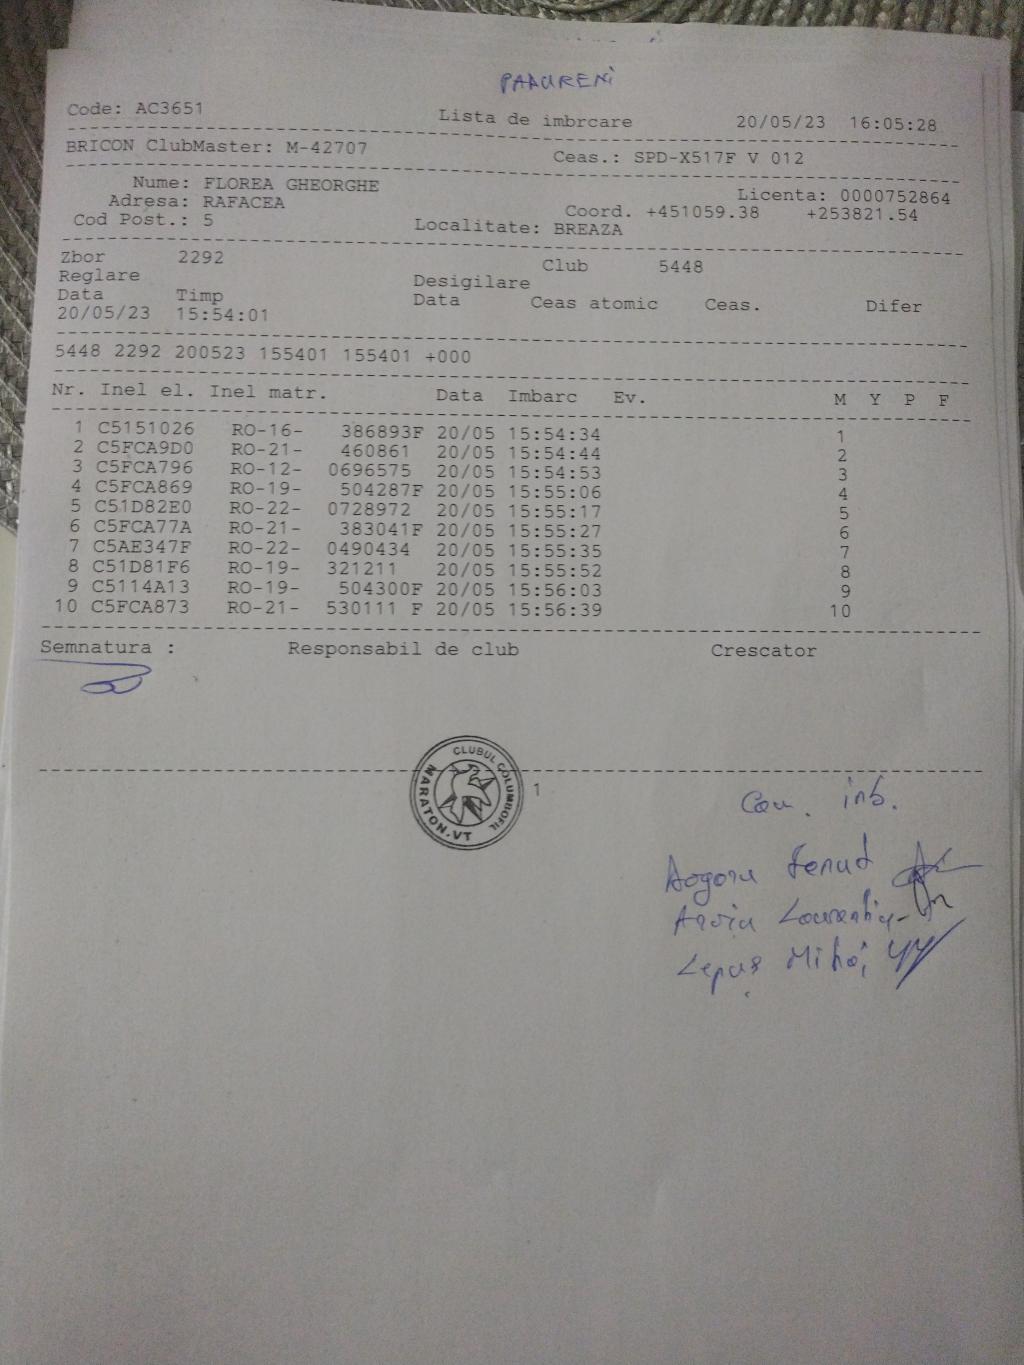 PADURENI
Code: AC3651 Lista de imbrcare 20/05/23 16:05:28
BRICON ClubMaster: M-42707 Ceas.: SPD-X517F V 012
Nume: FLOREA GHEORGHE Licenta: 0000752864
Adresa: RAFACEA Coord. +451059.38 +253821.54
Cod Post.: 5 Localitate: BREAZA
Zbor 2292 Club 5448
Reglare Desigilare
Data Timp Data Ceas atomic Ceas. Difer
20/05/23 15:54:01
5448 2292 200523 155401 155401 +000
Nr. Inel el. Inel matr. Data Imbarc Ev. M Y P F
1 C5151026 RO-16- 386893F 20/05 15:54:34 1
2 C5FCA9D0 RO-21- 460861 20/05 15:54:44 2
3 C5FCA796 RO-12- 0696575 20/05 15:54:53 3
4 C5FCA869 RO-19- 504287F 20/05 15:55:06 4
5 C51D82E0 RO-22- 0728972 20/05 15:55:17 5
6 C5FCA77A RO-21- 383041F 20/05 15:55:27 6
7 C5AE347F RO-22- 0490434 20/05 15:55:35 7
8 C51D81F6 RO-19- 321211 20/05 15:55:52 8
9 C5114A13 RO-19- 504300F 20/05 15:56:03 9
10 C5FCA873 RO-21- 530111 F 20/05 15:56:39 10
Semnatura : Responsabil de club Crescator
CLUBUL COLUMBOFIL
MARATON-VT
1
inb.
Lepuș Mihai